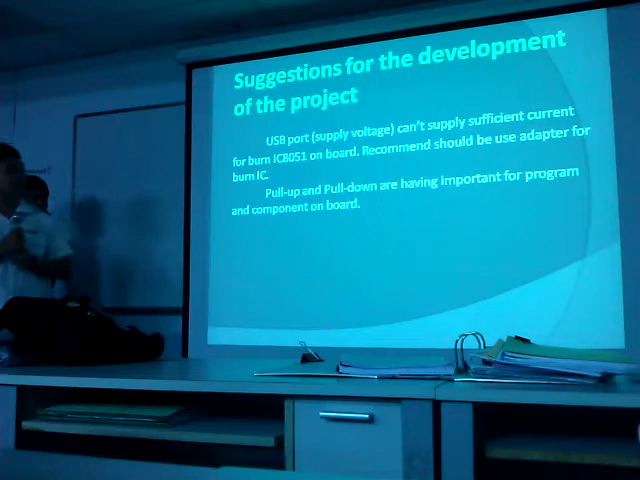 Suggestions for the development
of the project
USB port (supply voltage) can't supply sufficient current
for burn IC8051 on board. Recommend should be use adapter for
burn IC.
Pull-up and Pull-down are having important for program
and component on board.